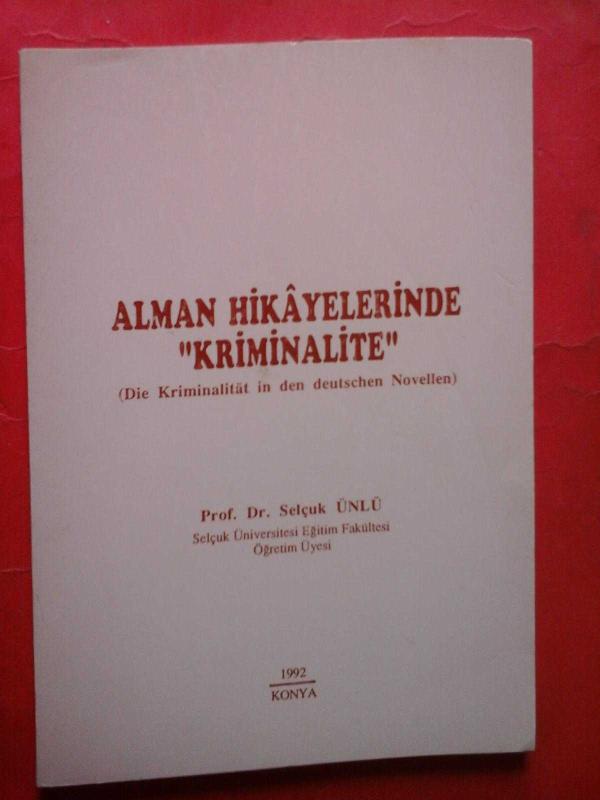 ALMAN HİKÂYELERİNDE
"KRİMİNALİTE"
(Die Kriminalität in den deutschen Novellen)
Prof. Dr. Selçuk ÜNLÜ
Selçuk Üniversitesi Eğitim Fakültesi
Öğretim Üyesi
1992
KONYA